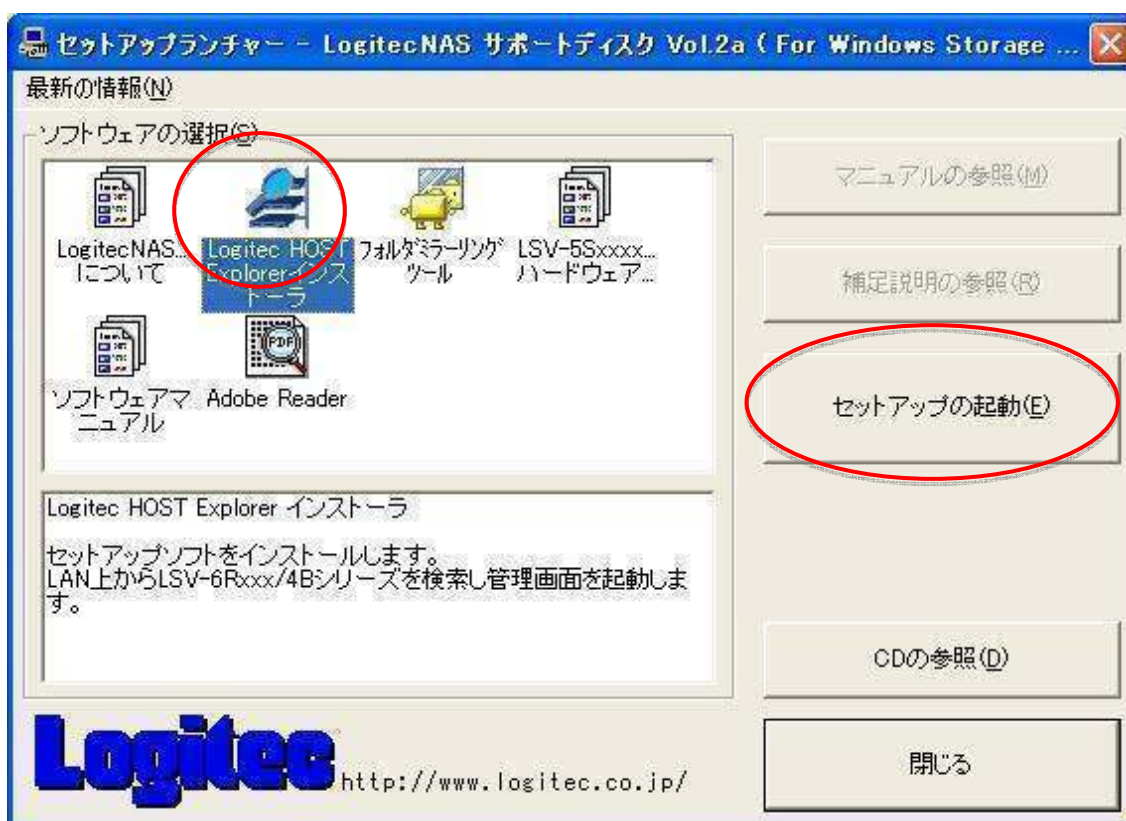 セットアップランチャー - LogitecNAS サポートディスク Vol.2a ( For Windows Storage ...
最新の情報(N)
ソフトウェアの選択(S)
LogitecNAS...
について
Logitec HOST
Explorerインス
トーラ
フォルダミラーリング
ツール
LSV-5Sxxxx...
ハードウェア...
ソフトウェアマ
ニュアル
PDF
Adobe Reader
マニュアルの参照(M)
補足説明の参照(R)
セットアップの起動(E)
Logitec HOST Explorer インストーラ
セットアップソフトをインストールします。
LAN上からLSV-6Rxxx/4Bシリーズを検索し管理画面を起動しま
す。
CDの参照(D)
閉じる
Logitec
http://www.logitec.co.jp/